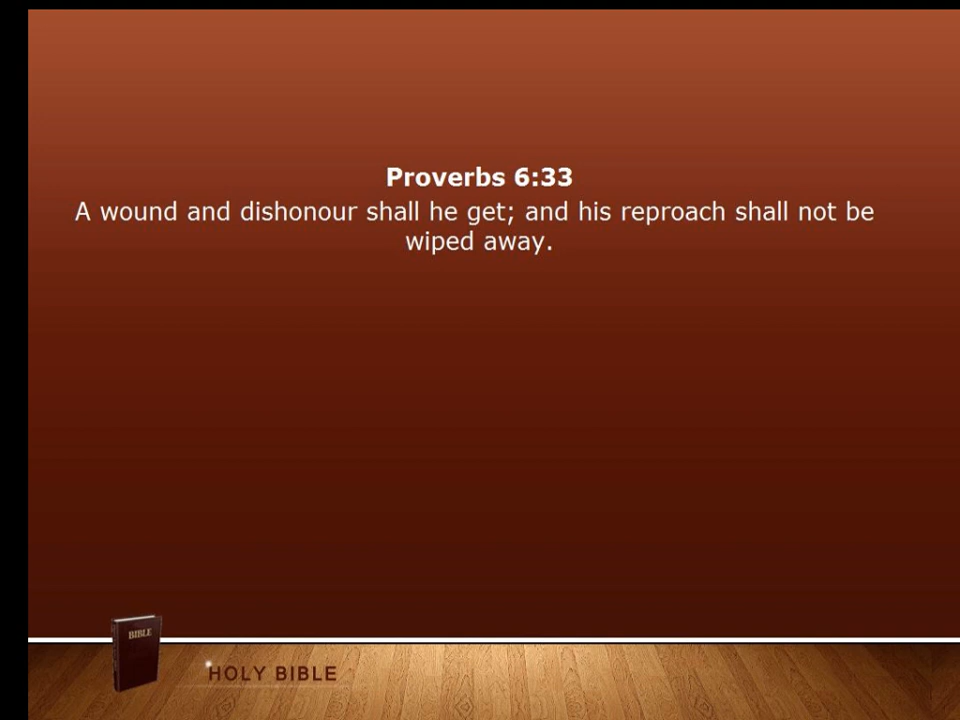 Proverbs 6:33
A wound and dishonour shall he get; and his reproach shall not be
wiped away.
BIBLE
HOLY BIBLE